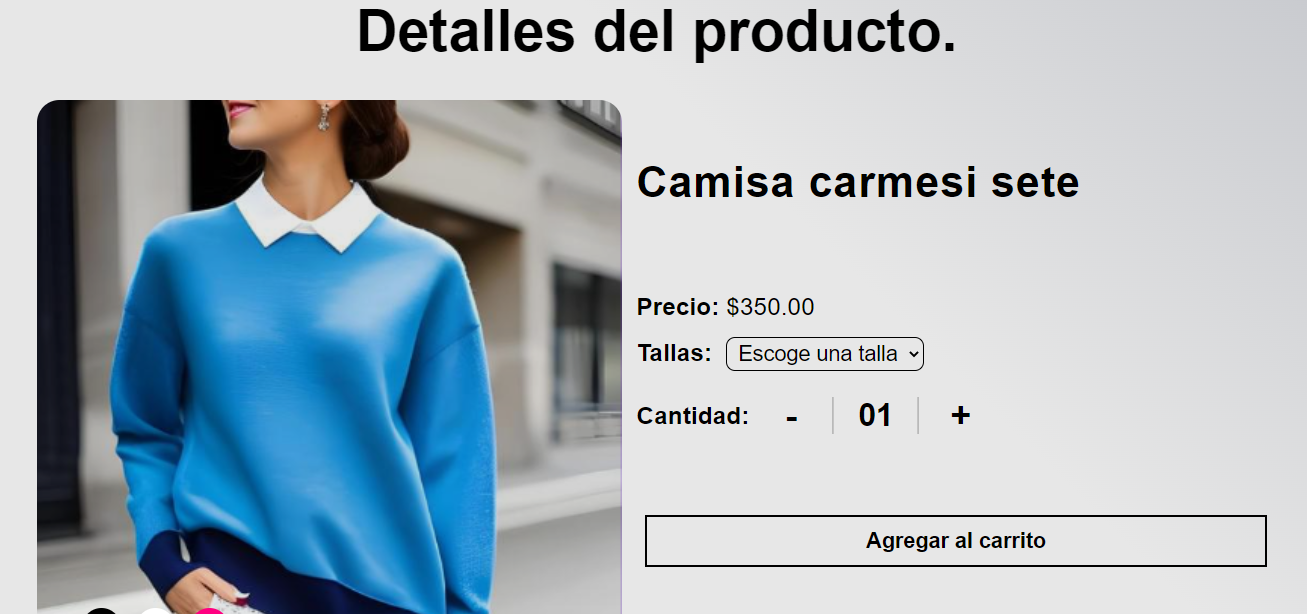 Detalles del producto.
Camisa carmesi sete
Precio: $350.00
Tallas: Escoge una talla
Cantidad: - 01 +
Agregar al carrito